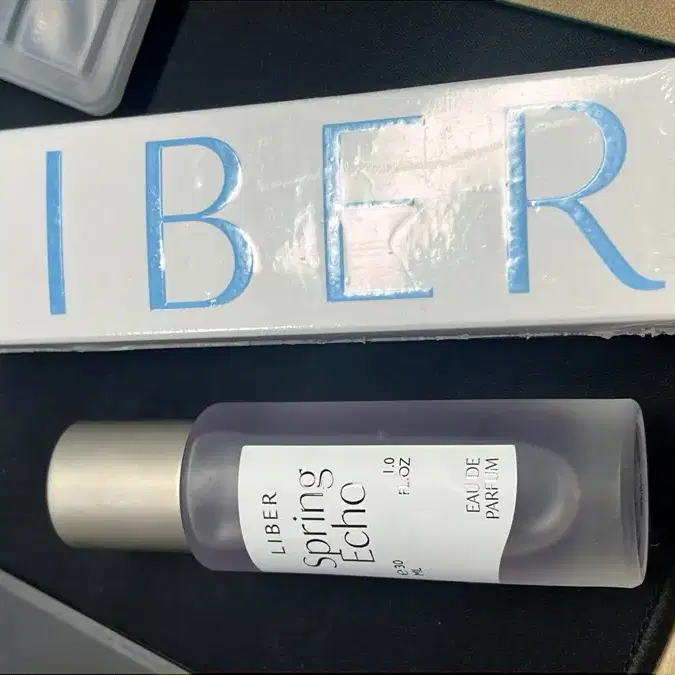 IBER
LIBER
Spring
Echo
1.0
FL.OZ
e30
ML
EAU DE
PARFUM